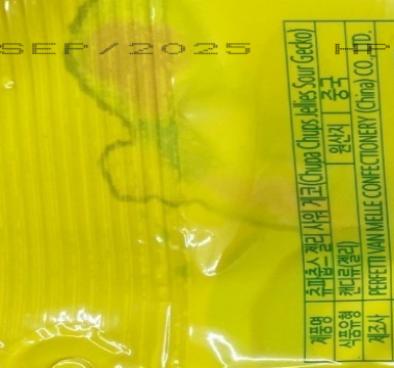 SEP/2025 HP
제품명 츄파춥스 젤리 사워 게코(Chupa Chups Jellies Sour Gecko)
식품유형 캔디류(젤리) 원산지 중국
제조사 PERFETTI VAN MELLE CONFECTIONERY (China) CO., LTD.